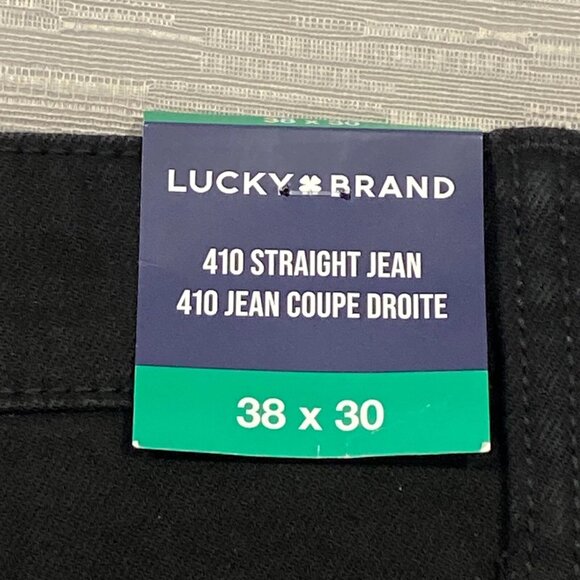 38 x 30
LUCKY BRAND
410 STRAIGHT JEAN
410 JEAN COUPE DROITE
38 x 30